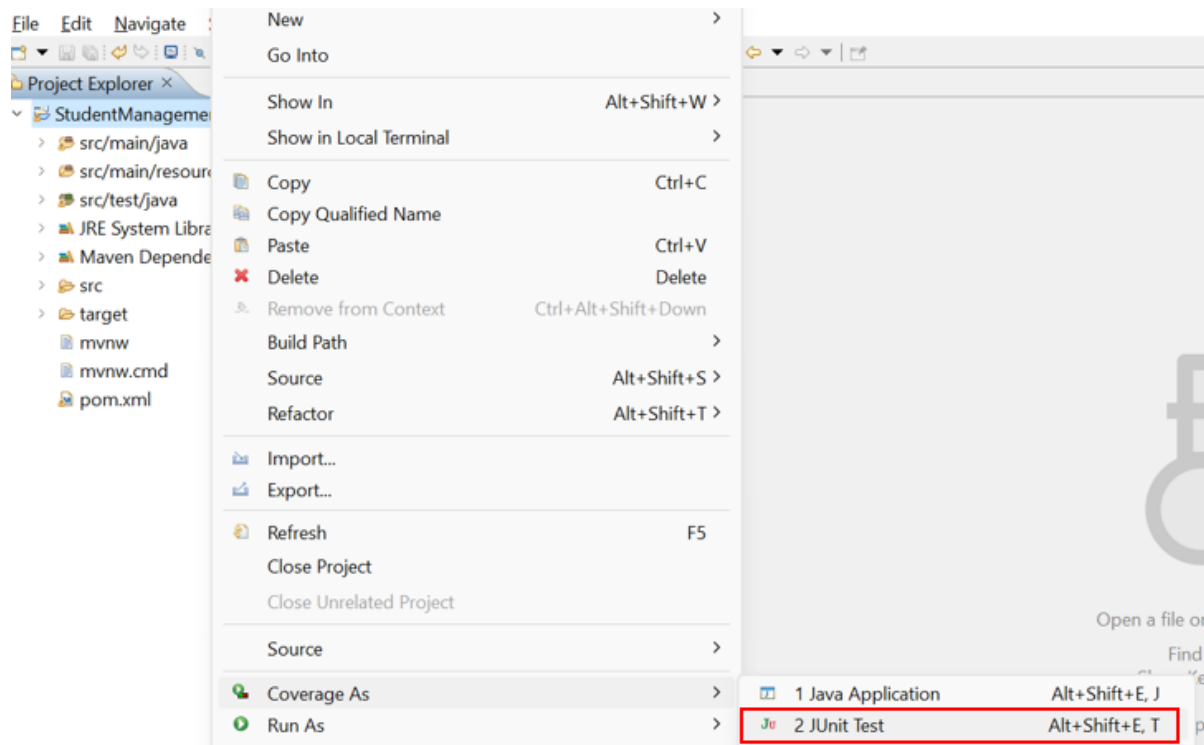 File Edit Navigate
Project Explorer ×
StudentManageme
src/main/java
src/main/resour
src/test/java
JRE System Libra
Maven Depende
src
target
mvnw
mvnw.cmd
pom.xml
New
Go Into
Show In Alt+Shift+W
Show in Local Terminal
Copy Ctrl+C
Copy Qualified Name
Paste Ctrl+V
Delete Delete
Remove from Context Ctrl+Alt+Shift+Down
Build Path
Source Alt+Shift+S
Refactor Alt+Shift+T
Import...
Export...
Refresh F5
Close Project
Close Unrelated Project
Source
Coverage As
Run As
1 Java Application Alt+Shift+E, J
2 JUnit Test Alt+Shift+E, T
Open a file or
Find